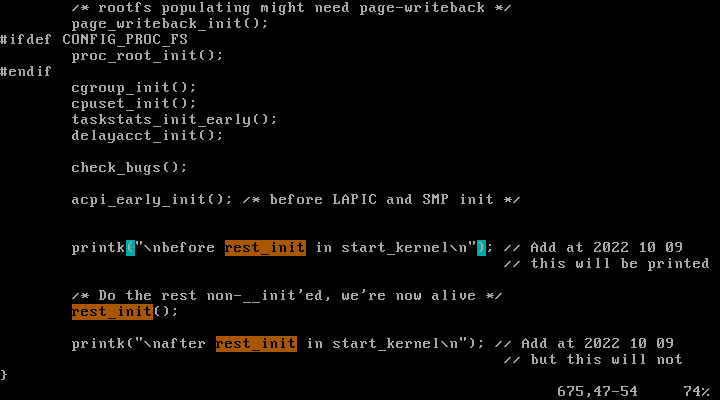 /* rootfs populating might need page-writeback */
page_writeback_init();
#ifdef CONFIG_PROC_FS
proc_root_init();
#endif
cgroup_init();
cpuset_init();
taskstats_init_early();
delayacct_init();
check_bugs();
acpi_early_init(); /* before LAPIC and SMP init */
printk("\nbefore rest_init in start_kernel\n"); // Add at 2022 10 09
// this will be printed
/* Do the rest non-__init'ed, we're now alive */
rest_init();
printk("\nafter rest_init in start_kernel\n"); // Add at 2022 10 09
// but this will not
}
675,47-54 74%